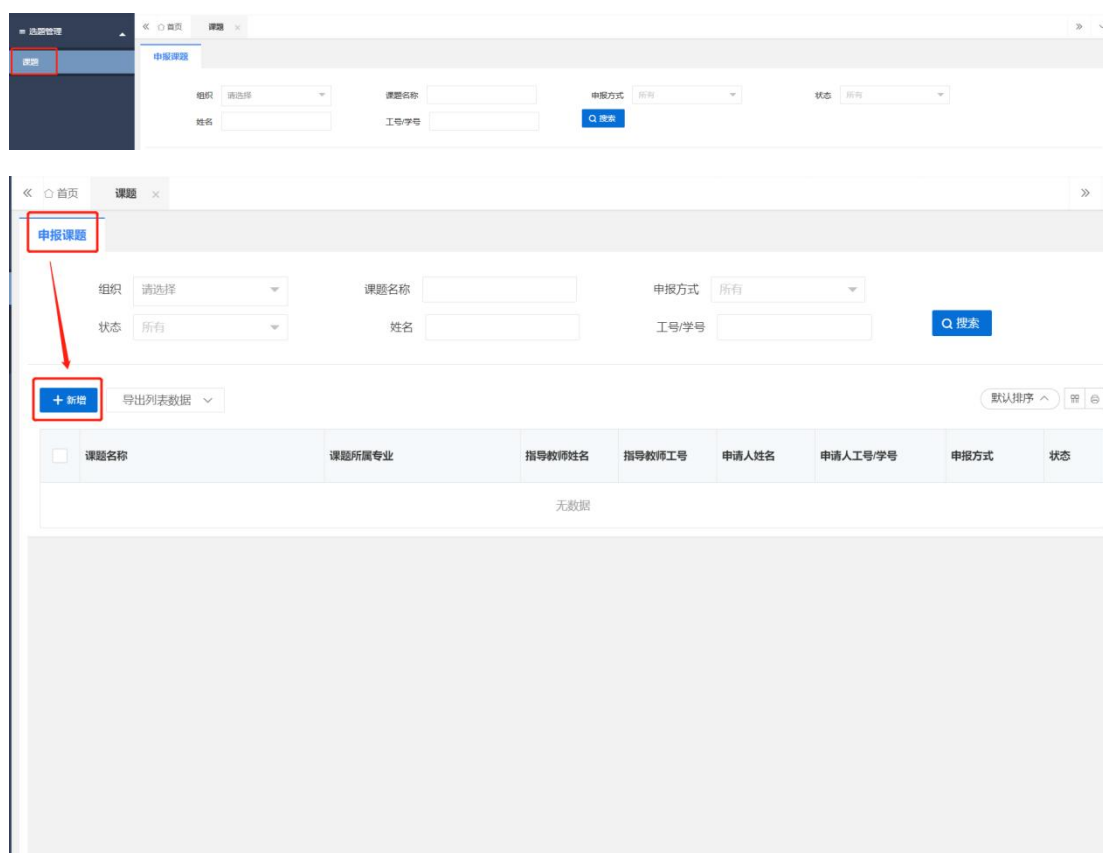 选题管理
首页 课题
课题
申报课题
组织 请选择 课题名称 申报方式 所有 状态 所有
姓名 工号/学号 搜索
首页 课题
申报课题
组织 请选择 课题名称 申报方式 所有
状态 所有 姓名 工号/学号 搜索
+ 新增 导出列表数据 默认排序
课题名称 课题所属专业 指导教师姓名 指导教师工号 申请人姓名 申请人工号/学号 申报方式 状态
无数据